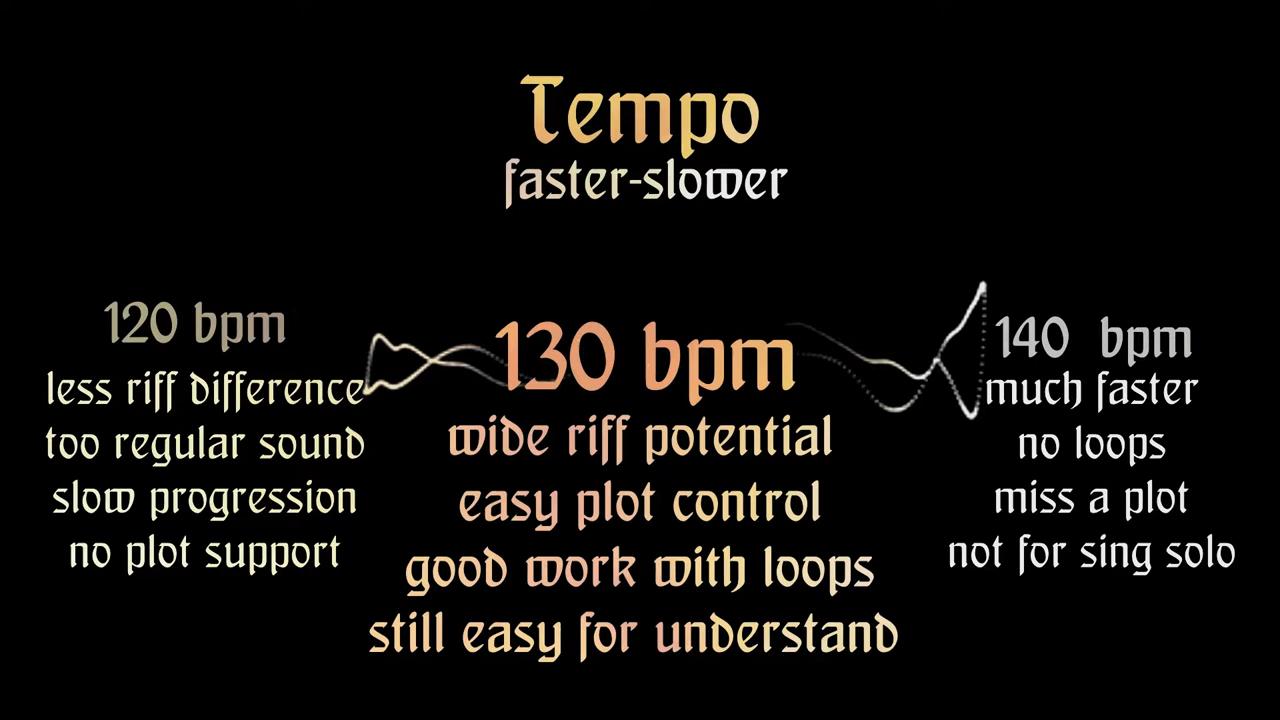 Tempo
faster-slower
120 bpm
less riff difference
too regular sound
slow progression
no plot support
130 bpm
wide riff potential
easy plot control
good work with loops
still easy for understand
140 bpm
much faster
no loops
miss a plot
not for sing solo